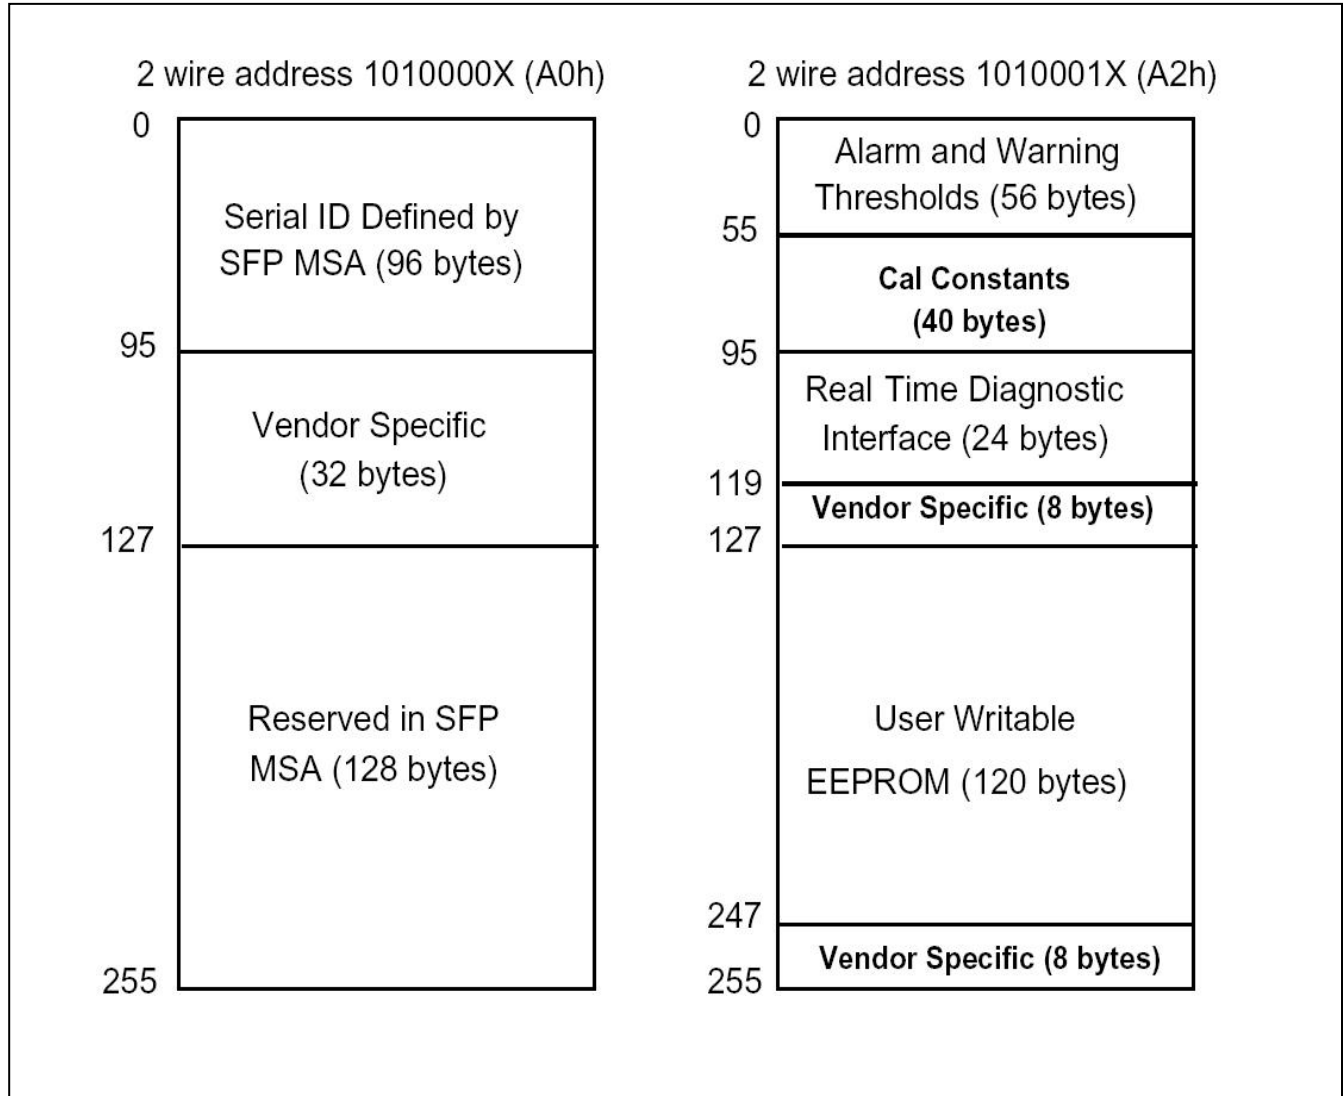 2 wire address 1010000X (A0h)
0
Serial ID Defined by
SFP MSA (96 bytes)
95
Vendor Specific
(32 bytes)
127
Reserved in SFP
MSA (128 bytes)
255
2 wire address 1010001X (A2h)
0
Alarm and Warning
Thresholds (56 bytes)
55
Cal Constants
(40 bytes)
95
Real Time Diagnostic
Interface (24 bytes)
119
Vendor Specific (8 bytes)
127
User Writable
EEPROM (120 bytes)
247
Vendor Specific (8 bytes)
255